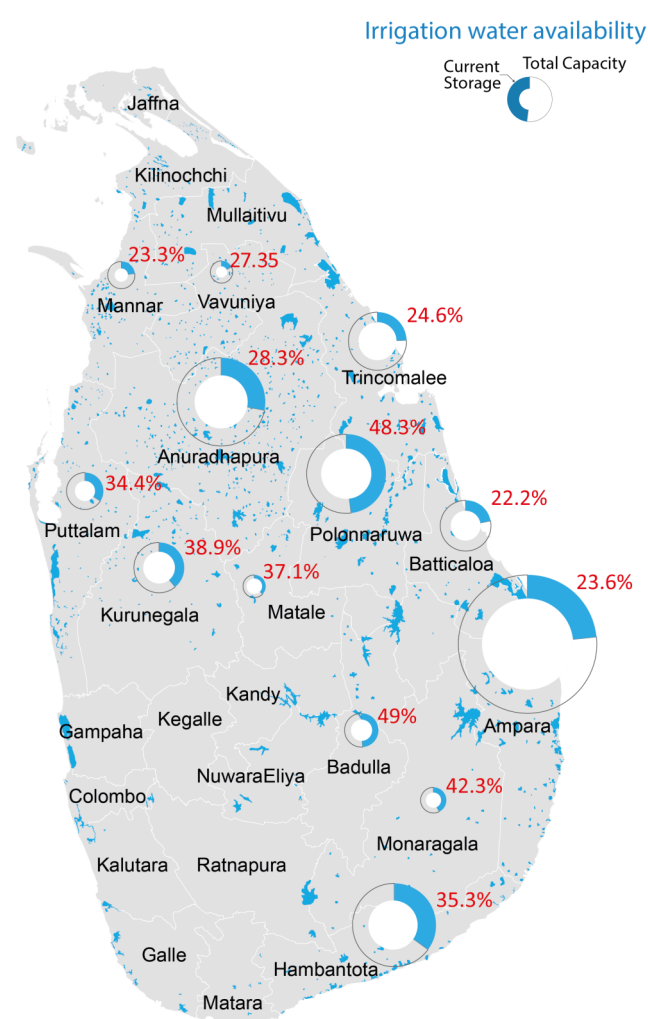 Irrigation water availability
Current
Storage
Total Capacity
Jaffna
Kilinochchi
Mullaitivu
23.3%
Mannar
27.35
Vavuniya
24.6%
Trincomalee
28.3%
Anuradhapura
48.3%
Polonnaruwa
34.4%
Puttalam
22.2%
Batticaloa
38.9%
Kurunegala
37.1%
Matale
23.6%
Ampara
Kandy
Kegalle
Gampaha
49%
Badulla
NuwaraEliya
Colombo
42.3%
Monaragala
Kalutara
Ratnapura
35.3%
Hambantota
Galle
Matara